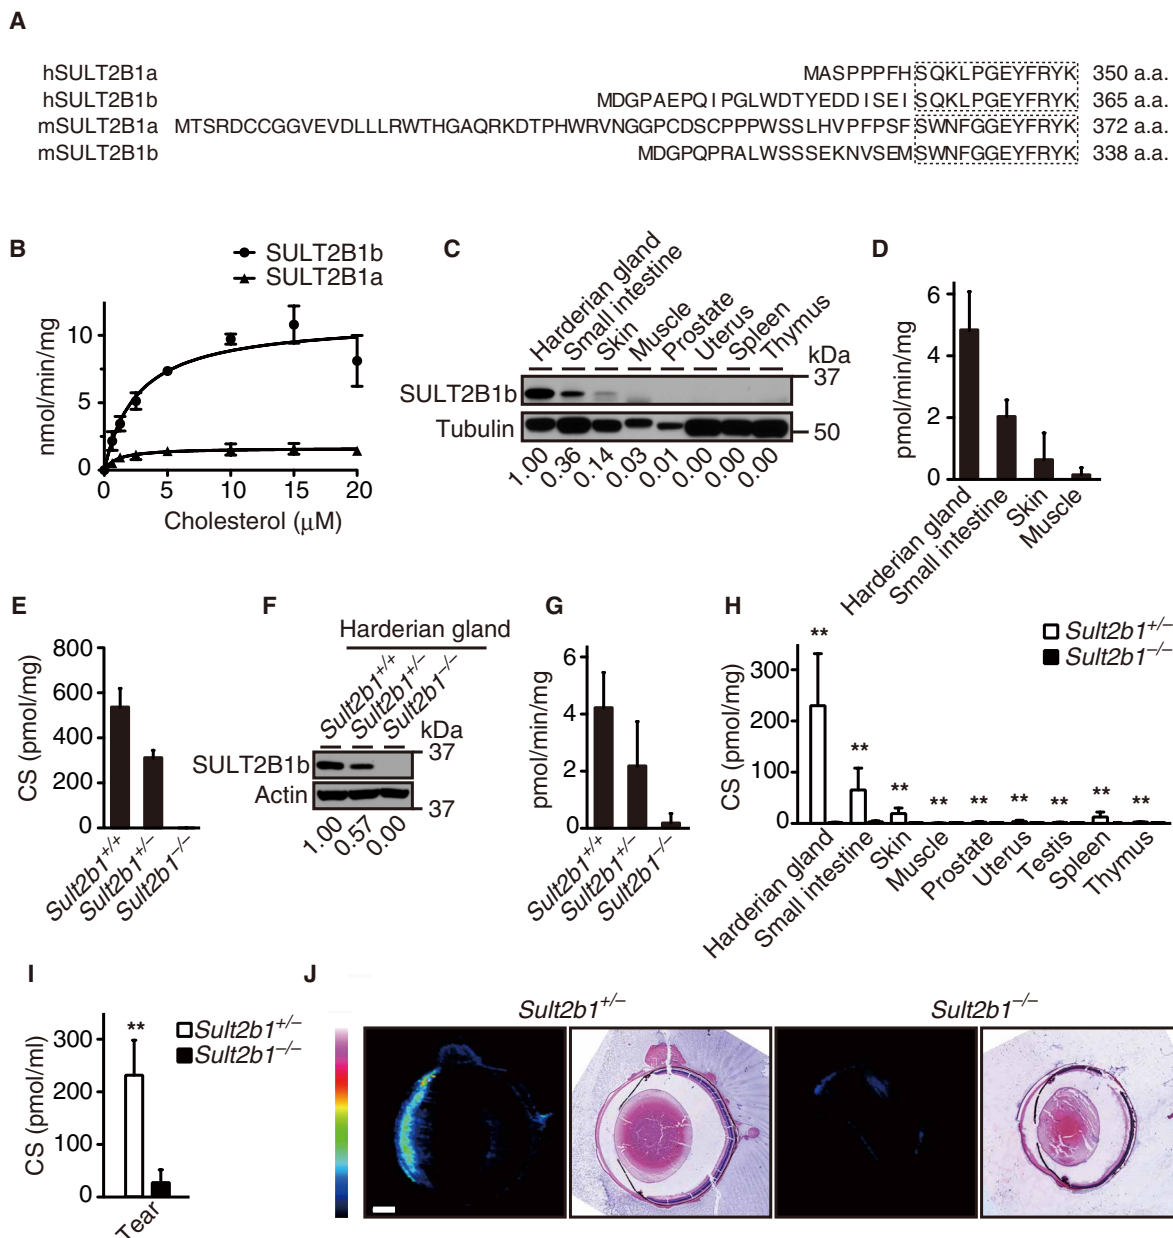 A
hSULT2B1a MASPPPFHSQKLPGEYFRYK 350 a.a.
hSULT2B1b MDGPAEPQIPGLWDTYEDDISEISQKLPGEYFRYK 365 a.a.
mSULT2B1a MTSRDCCGGVEVDLLLRWTHGAQRKDTPHWRVNGGPCDSCPPPWSSLHVPFPSFSWNFGGEYFRYK 372 a.a.
mSULT2B1b MDGPQPRALWSSSEKNVSEMSWNFGGEYFRYK 338 a.a.
B
SULT2B1b
SULT2B1a
nmol/min/mg
10
5
0
0 5 10 15 20
Cholesterol (μM)
C
Harderian gland
Small intestine
Skin
Muscle
Prostate
Uterus
Spleen
Thymus
kDa
37
SULT2B1b
Tubulin
50
1.00 0.36 0.14 0.03 0.01 0.00 0.00 0.00
D
pmol/min/mg
6
4
2
0
Harderian gland
Small intestine
Skin
Muscle
E
CS (pmol/mg)
800
600
400
200
0
Sult2b1+/+
Sult2b1+/−
Sult2b1−/−
F
Harderian gland
Sult2b1+/+
Sult2b1+/−
Sult2b1−/−
kDa
37
SULT2B1b
Actin
37
1.00 0.57 0.00
G
pmol/min/mg
6
4
2
0
Sult2b1+/+
Sult2b1+/−
Sult2b1−/−
H
Sult2b1+/−
Sult2b1−/−
CS (pmol/mg)
300
200
100
0
** ** ** ** ** ** ** ** **
Harderian gland
Small intestine
Skin
Muscle
Prostate
Uterus
Testis
Spleen
Thymus
I
CS (pmol/ml)
300
200
100
0
**
Sult2b1+/−
Sult2b1−/−
Tear
J
Sult2b1+/− Sult2b1−/−